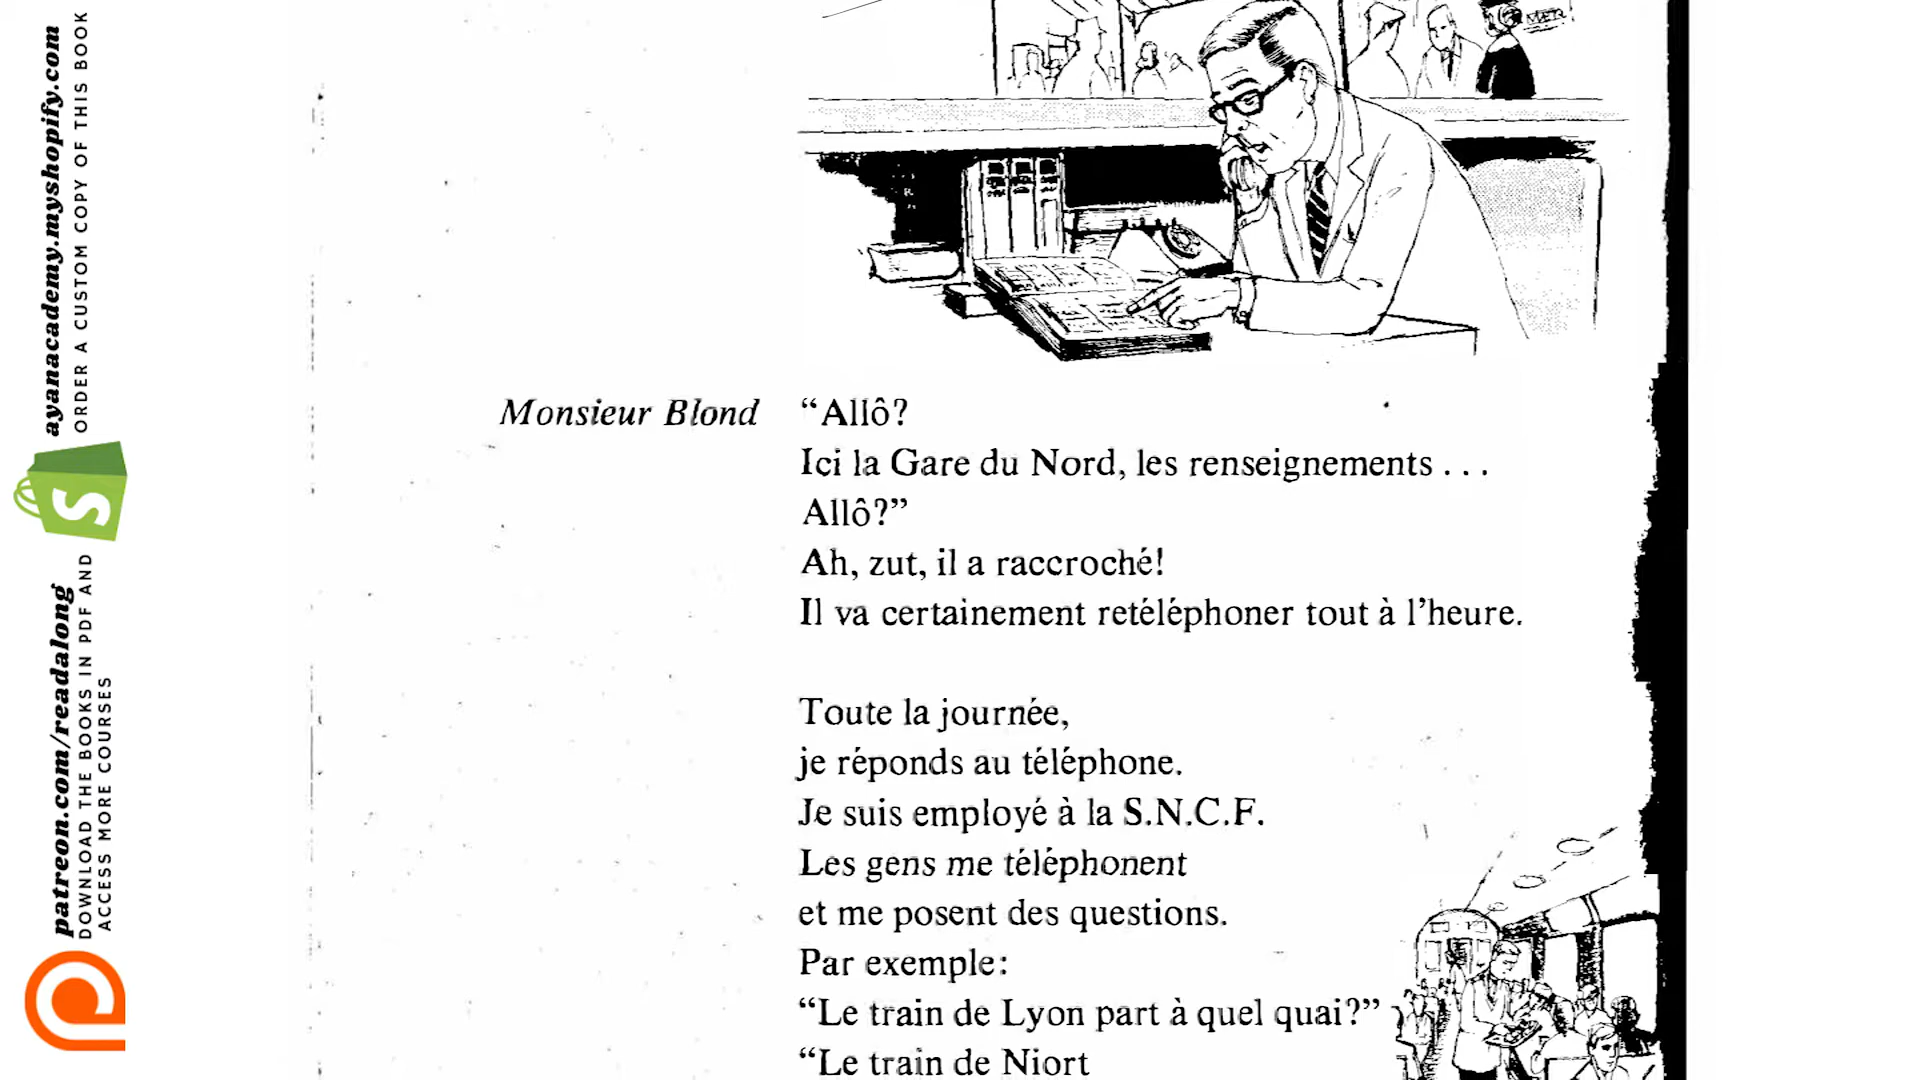 ayanacademy.myshopify.com
ORDER A CUSTOM COPY OF THIS BOOK
patreon.com/readalong
DOWNLOAD THE BOOKS IN PDF AND
ACCESS MORE COURSES
Monsieur Blond “Allô?
Ici la Gare du Nord, les renseignements . . .
Allô?”
Ah, zut, il a raccroché!
Il va certainement retéléphoner tout à l’heure.
Toute la journée,
je réponds au téléphone.
Je suis employé à la S.N.C.F.
Les gens me téléphonent
et me posent des questions.
Par exemple:
“Le train de Lyon part à quel quai?”
“Le train de Niort